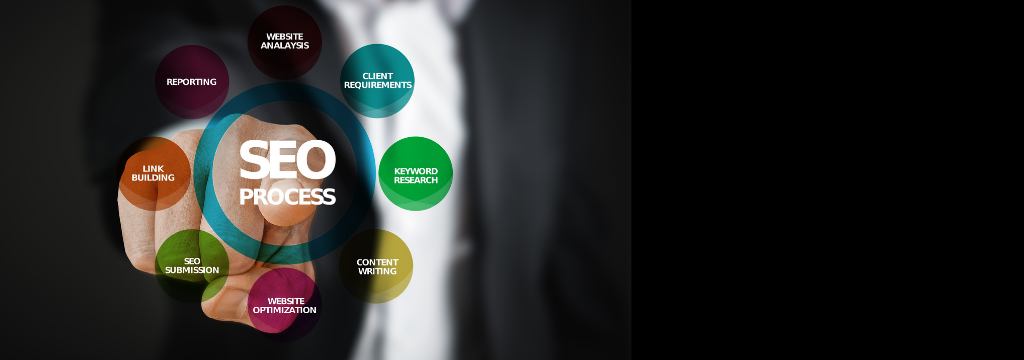 WEBSITE
ANALAYSIS
CLIENT
REQUIREMENTS
REPORTING
SEO
PROCESS
LINK
BUILDING
KEYWORD
RESEARCH
SEO
SUBMISSION
CONTENT
WRITING
WEBSITE
OPTIMIZATION